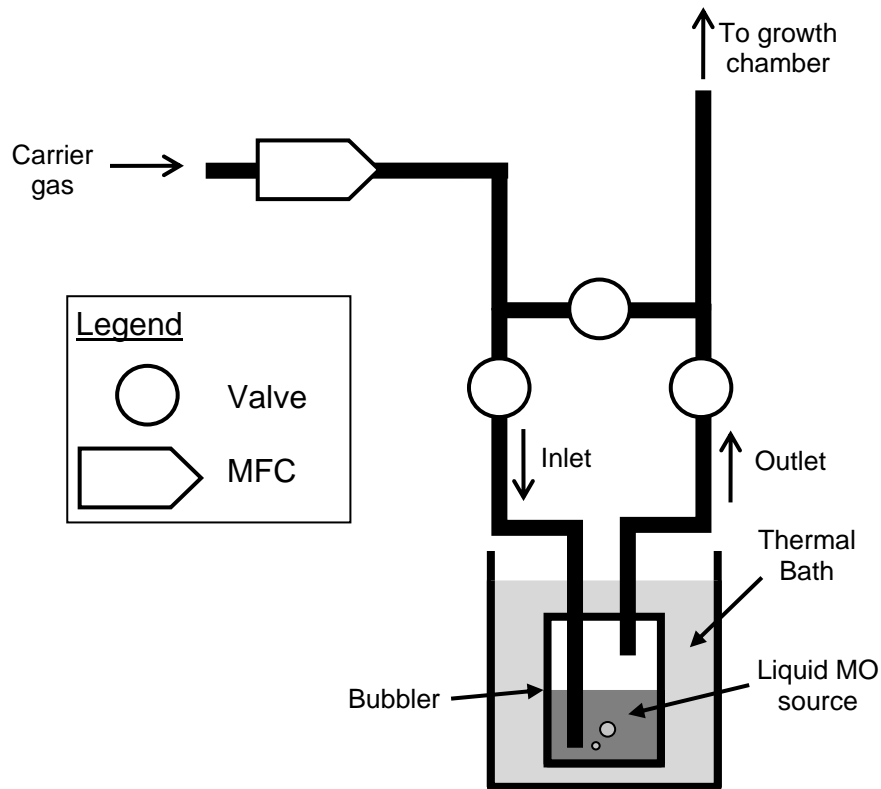 To growth
chamber
Carrier
gas
Legend
Valve
MFC
Inlet
Outlet
Thermal
Bath
Bubbler
Liquid MO
source